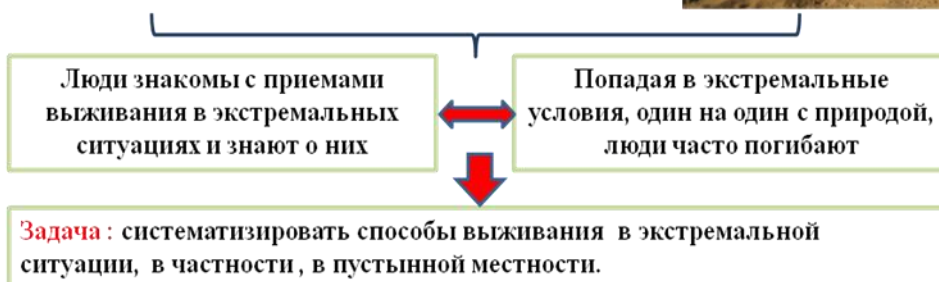 Люди знакомы с приемами
выживания в экстремальных
ситуациях и знают о них
Попадая в экстремальные
условия, один на один с природой,
люди часто погибают
Задача : систематизировать способы выживания в экстремальной
ситуации, в частности , в пустынной местности.